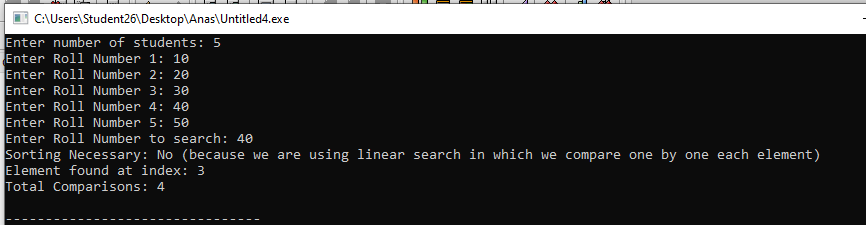 C:\Users\Student26\Desktop\Anas\Untitled4.exe
Enter number of students: 5
Enter Roll Number 1: 10
Enter Roll Number 2: 20
Enter Roll Number 3: 30
Enter Roll Number 4: 40
Enter Roll Number 5: 50
Enter Roll Number to search: 40
Sorting Necessary: No (because we are using linear search in which we compare one by one each element)
Element found at index: 3
Total Comparisons: 4
--------------------------------